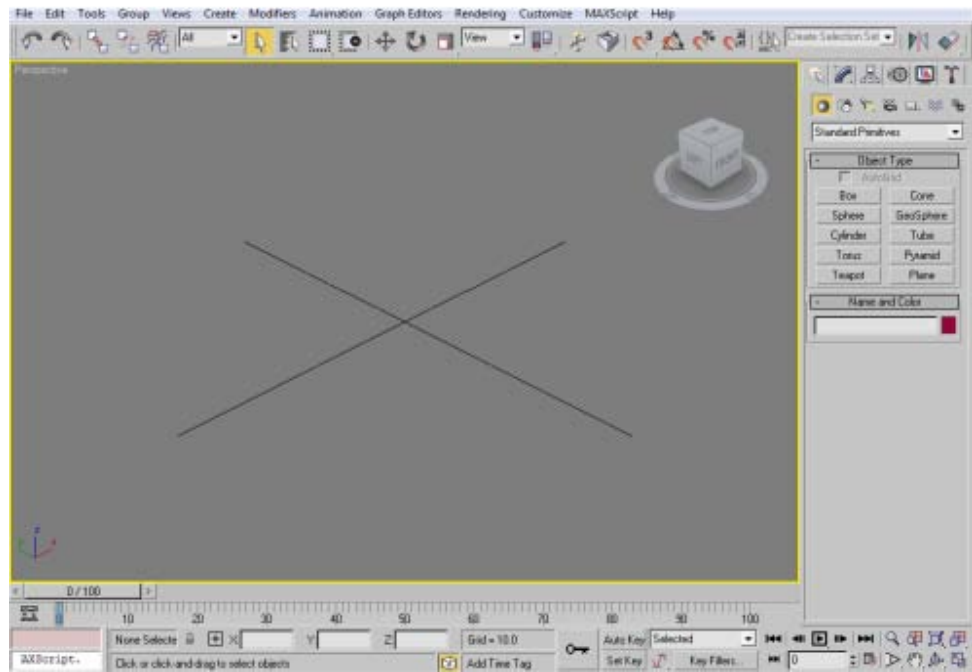 File Edit Tools Group Views Create Modifiers Animation Graph Editors Rendering Customize MAXScript Help
All
View
Create Selection Set
Perspective
Standard Primitives
- Object Type
AutoGrid
Box Cone
Sphere GeoSphere
Cylinder Tube
Torus Pyramid
Teapot Plane
- Name and Color
0 / 100
0 10 20 30 40 50 60 70 80 90 100
None Selecte X Y Z Grid = 10.0 Auto Key Selected
AXScript. Click or click-and-drag to select objects Add Time Tag Set Key Key Filters... 0